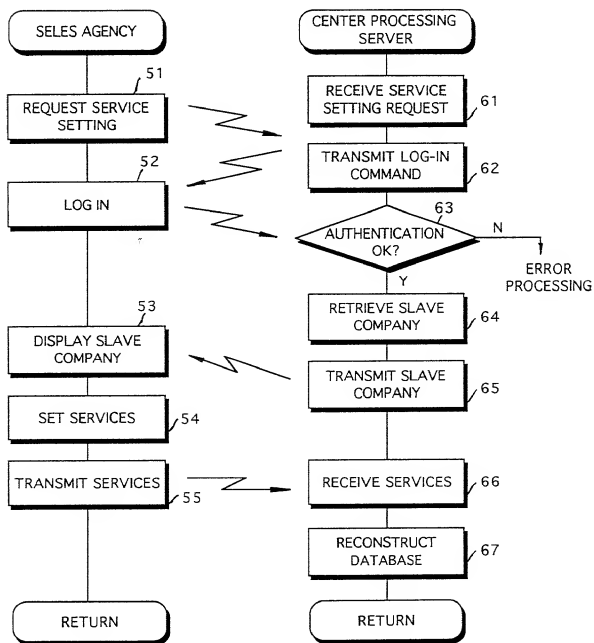 SELES AGENCY
51
REQUEST SERVICE
SETTING
52
LOG IN
53
DISPLAY SLAVE
COMPANY
SET SERVICES
54
TRANSMIT SERVICES
55
RETURN
CENTER PROCESSING
SERVER
RECEIVE SERVICE
SETTING REQUEST
61
TRANSMIT LOG-IN
COMMAND
62
63
AUTHENTICATION
OK?
N
ERROR
PROCESSING
Y
RETRIEVE SLAVE
COMPANY
64
TRANSMIT SLAVE
COMPANY
65
RECEIVE SERVICES
66
RECONSTRUCT
DATABASE
67
RETURN